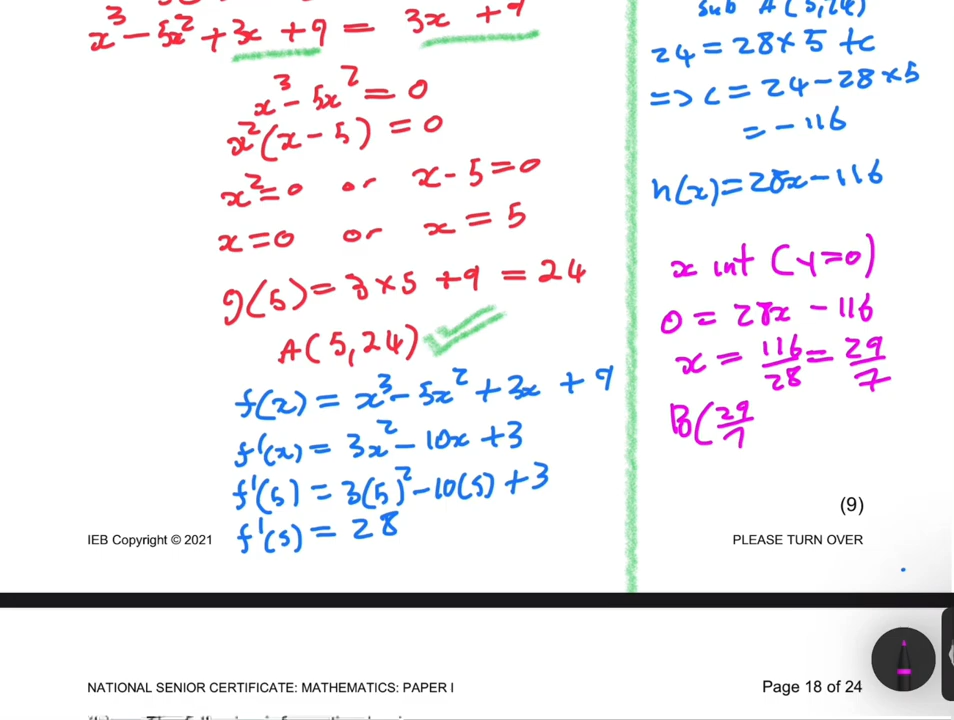 x³ - 5x² + 3x + 9 = 3x + 9
x³ - 5x² = 0
x²(x - 5) = 0
x² = 0 or x - 5 = 0
x = 0 or x = 5
g(5) = 3 × 5 + 9 = 24
A(5, 24)
f(x) = x³ - 5x² + 3x + 9
f'(x) = 3x² - 10x + 3
f'(5) = 3(5)² - 10(5) + 3
f'(5) = 28
IEB Copyright © 2021
sub A(5,24)
24 = 28 × 5 + c
=> c = 24 - 28 × 5
= -116
h(x) = 28x - 116
x int (y=0)
0 = 28x - 116
x = 116/28 = 29/7
B(29/7
(9)
PLEASE TURN OVER
NATIONAL SENIOR CERTIFICATE: MATHEMATICS: PAPER I
Page 18 of 24